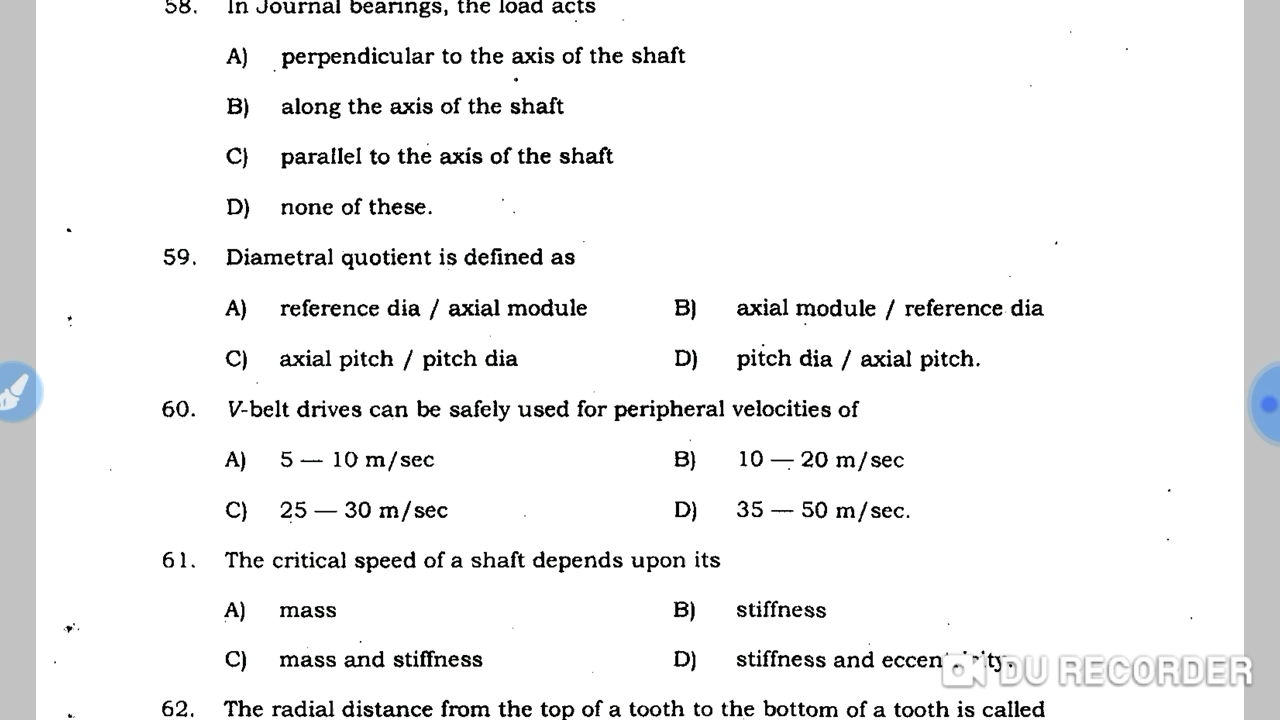 58. In Journal bearings, the load acts
A) perpendicular to the axis of the shaft
B) along the axis of the shaft
C) parallel to the axis of the shaft
D) none of these.
59. Diametral quotient is defined as
A) reference dia / axial module B) axial module / reference dia
C) axial pitch / pitch dia D) pitch dia / axial pitch.
60. V-belt drives can be safely used for peripheral velocities of
A) 5 — 10 m/sec B) 10 — 20 m/sec
C) 25 — 30 m/sec D) 35 — 50 m/sec.
61. The critical speed of a shaft depends upon its
A) mass B) stiffness
C) mass and stiffness D) stiffness and eccentricity.
DU RECORDER
62. The radial distance from the top of a tooth to the bottom of a tooth is called